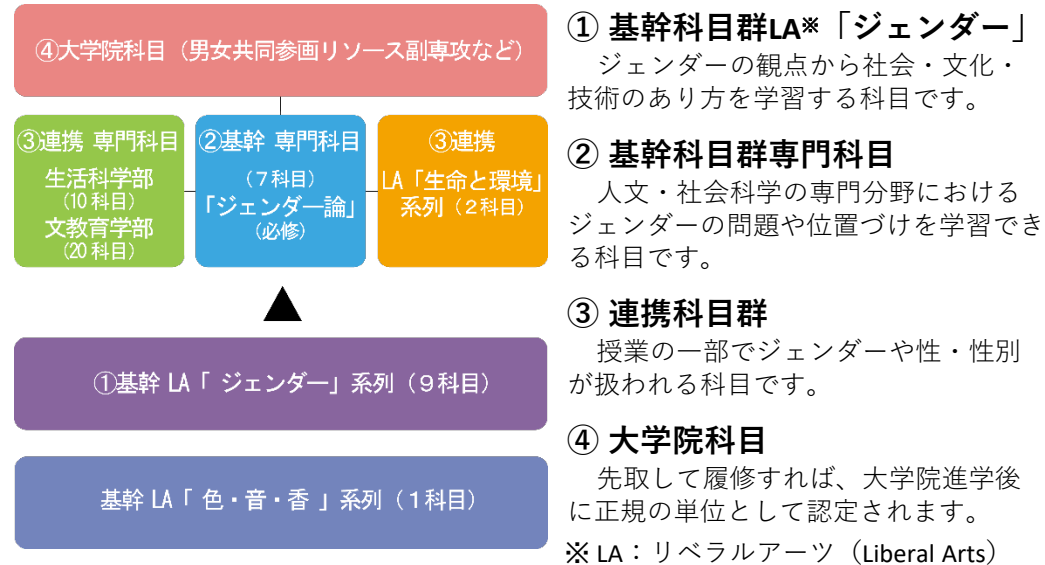 ④大学院科目（男女共同参画リソース副専攻など）
③連携 専門科目
生活科学部
(10 科目)
文教育学部
(20 科目)
②基幹 専門科目
（７科目）
「ジェンダー論」
(必修)
③連携
LA「生命と環境」
系列（２科目）
①基幹 LA「 ジェンダー」系列（９科目）
基幹 LA「 色・音・香 」系列（１科目）
① 基幹科目群LA※「ジェンダー」
ジェンダーの観点から社会・文化・
技術のあり方を学習する科目です。
② 基幹科目群専門科目
人文・社会科学の専門分野における
ジェンダーの問題や位置づけを学習でき
る科目です。
③ 連携科目群
授業の一部でジェンダーや性・性別
が扱われる科目です。
④ 大学院科目
先取して履修すれば、大学院進学後
に正規の単位として認定されます。
※ LA：リベラルアーツ（Liberal Arts）